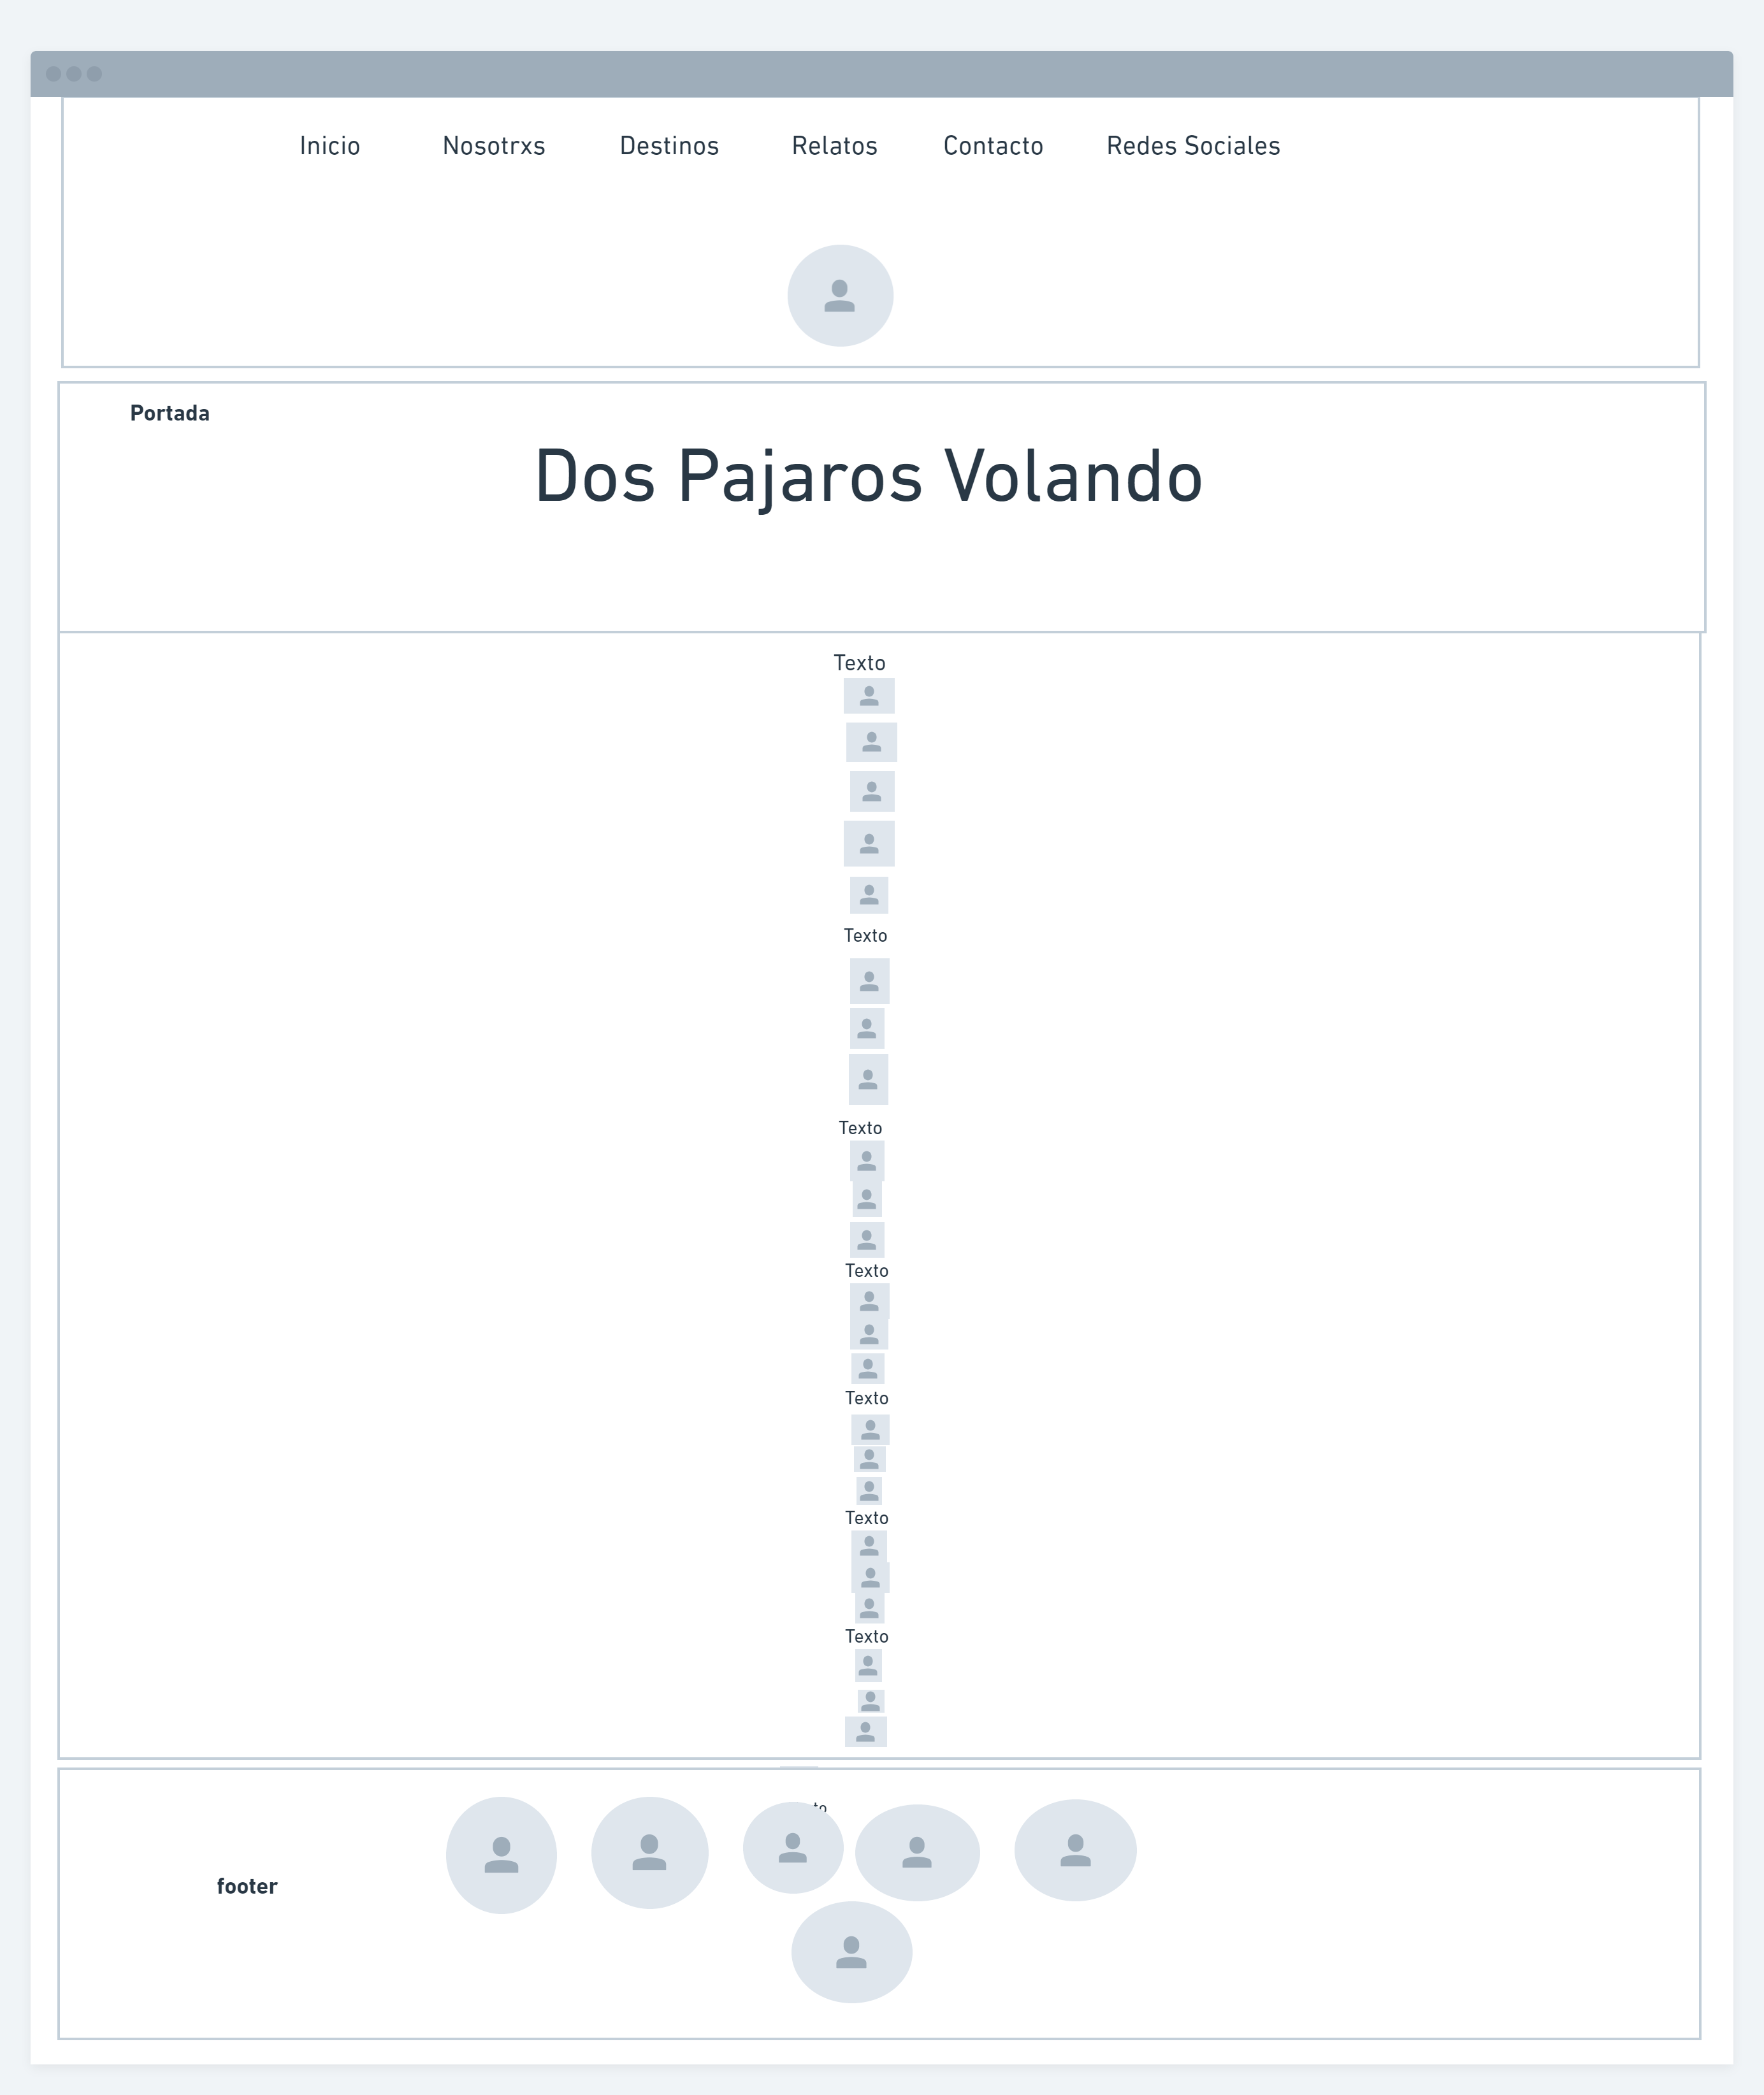 Inicio Nosotrxs Destinos Relatos Contacto Redes Sociales
Portada
Dos Pajaros Volando
Texto
Texto
Texto
Texto
Texto
Texto
Texto
footer